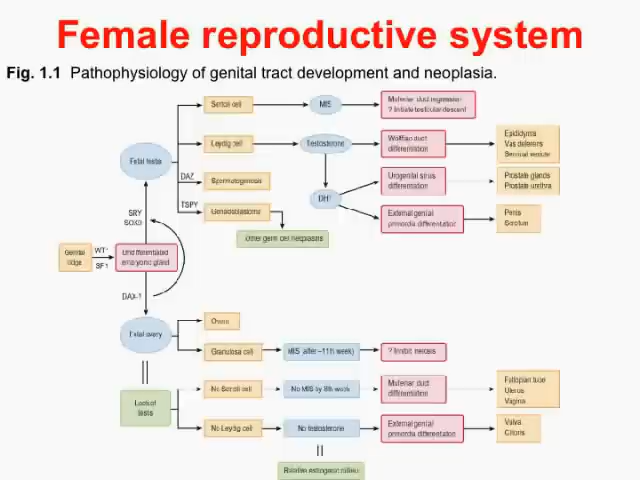 Female reproductive system
Fig. 1.1 Pathophysiology of genital tract development and neoplasia.
Sertoli cell
MIS
Mullerian duct regression
? Initiate testicular descent
Leydig cell
Testosterone
Wolffian duct
differentiation
Epididymis
Vas deferens
Seminal vesicle
Fetal testis
DAZ
Spermatogenesis
Urogenital sinus
differentiation
Prostate glands
Prostate urethra
TSPY
Gonadoblastoma
DHT
External genital
primordia differentiation
Penis
Scrotum
SRY
SOX9
Other germ cell neoplasms
Genital
ridge
WT1
SF1
Undifferentiated
embryonic gland
DAX-1
Fetal ovary
Ovum
Granulosa cell
MIS (after ~11th week)
? Inhibit meiosis
Lack of
testis
No Sertoli cell
No MIS by 8th week
Mullerian duct
differentiation
Fallopian tube
Uterus
Vagina
No Leydig cell
No testosterone
External genital
primordia differentiation
Vulva
Clitoris
Relative estrogenic milieu